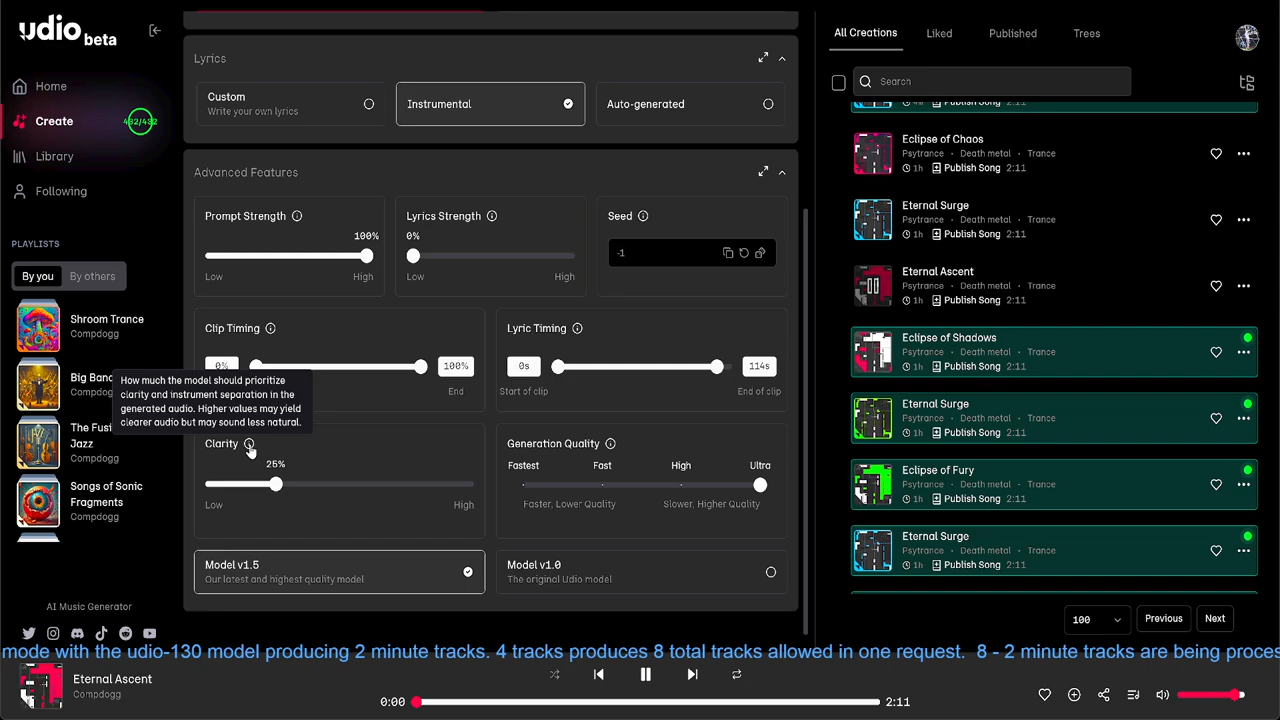 udio beta
Home
Create
432/432
Library
Following
PLAYLISTS
By you
By others
Shroom Trance
Compdogg
Big Banc
Compdogg
The Fusi
Jazz
Compdogg
Songs of Sonic
Fragments
Compdogg
AI Music Generator
Lyrics
Custom
Write your own lyrics
Instrumental
Auto-generated
Advanced Features
Prompt Strength
100%
Low
High
Lyrics Strength
0%
Low
High
Seed
-1
Clip Timing
0%
100%
End
Lyric Timing
0s
114s
Start of clip
End of clip
How much the model should prioritize
clarity and instrument separation in the
generated audio. Higher values may yield
clearer audio but may sound less natural.
Clarity
25%
Low
High
Generation Quality
Fastest
Fast
High
Ultra
Faster, Lower Quality
Slower, Higher Quality
Model v1.5
Our latest and highest quality model
Model v1.0
The original Udio model
All Creations
Liked
Published
Trees
Search
Publish Song 2:11
Eclipse of Chaos
Psytrance · Death metal · Trance
1h Publish Song 2:11
Eternal Surge
Psytrance · Death metal · Trance
1h Publish Song 2:11
Eternal Ascent
Psytrance · Death metal · Trance
1h Publish Song 2:11
Eclipse of Shadows
Psytrance · Death metal · Trance
1h Publish Song 2:11
Eternal Surge
Psytrance · Death metal · Trance
1h Publish Song 2:11
Eclipse of Fury
Psytrance · Death metal · Trance
1h Publish Song 2:11
Eternal Surge
Psytrance · Death metal · Trance
1h Publish Song 2:11
100
Previous
Next
mode with the udio-130 model producing 2 minute tracks. 4 tracks produces 8 total tracks allowed in one request. 8 - 2 minute tracks are being proces
Eternal Ascent
Compdogg
0:00
2:11